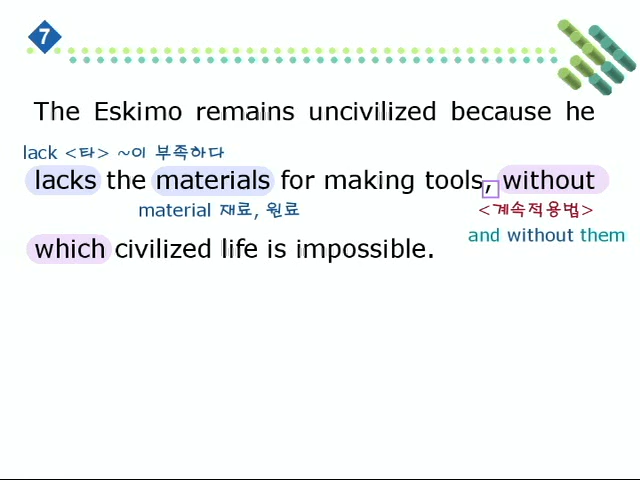 7
The Eskimo remains uncivilized because he
lack <타> ~이 부족하다
lacks the materials for making tools, without
material 재료, 원료 <계속적용법>
and without them
which civilized life is impossible.